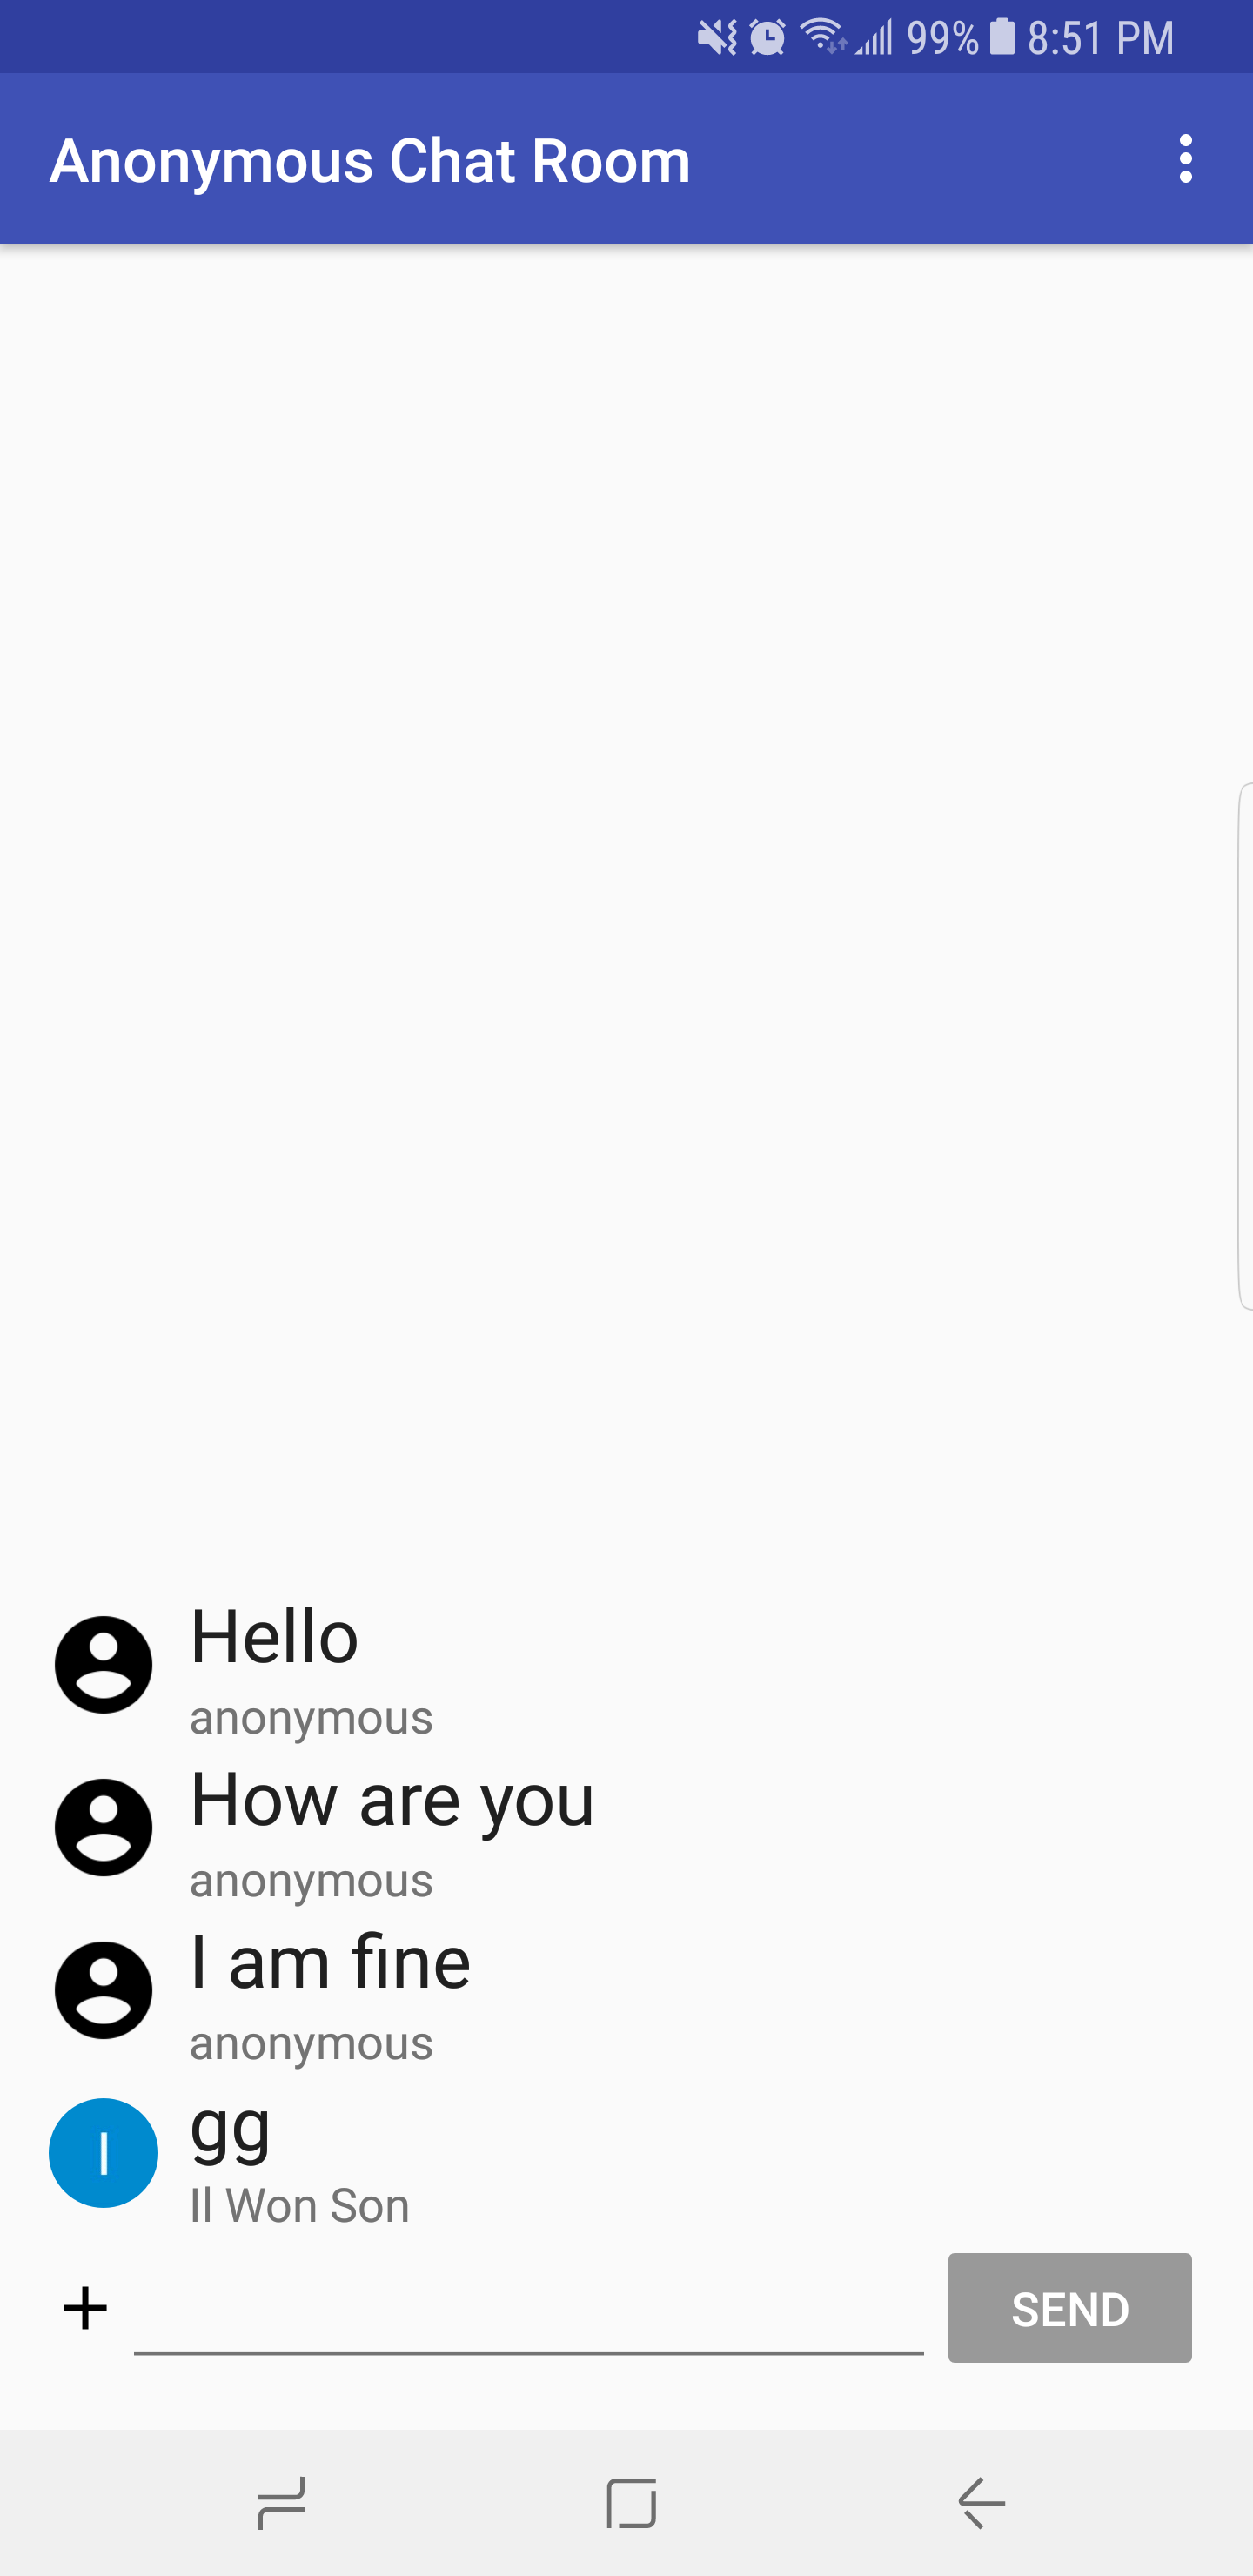 99% 8:51 PM
Anonymous Chat Room
Hello
anonymous
How are you
anonymous
I am fine
anonymous
I
gg
Il Won Son
+
SEND